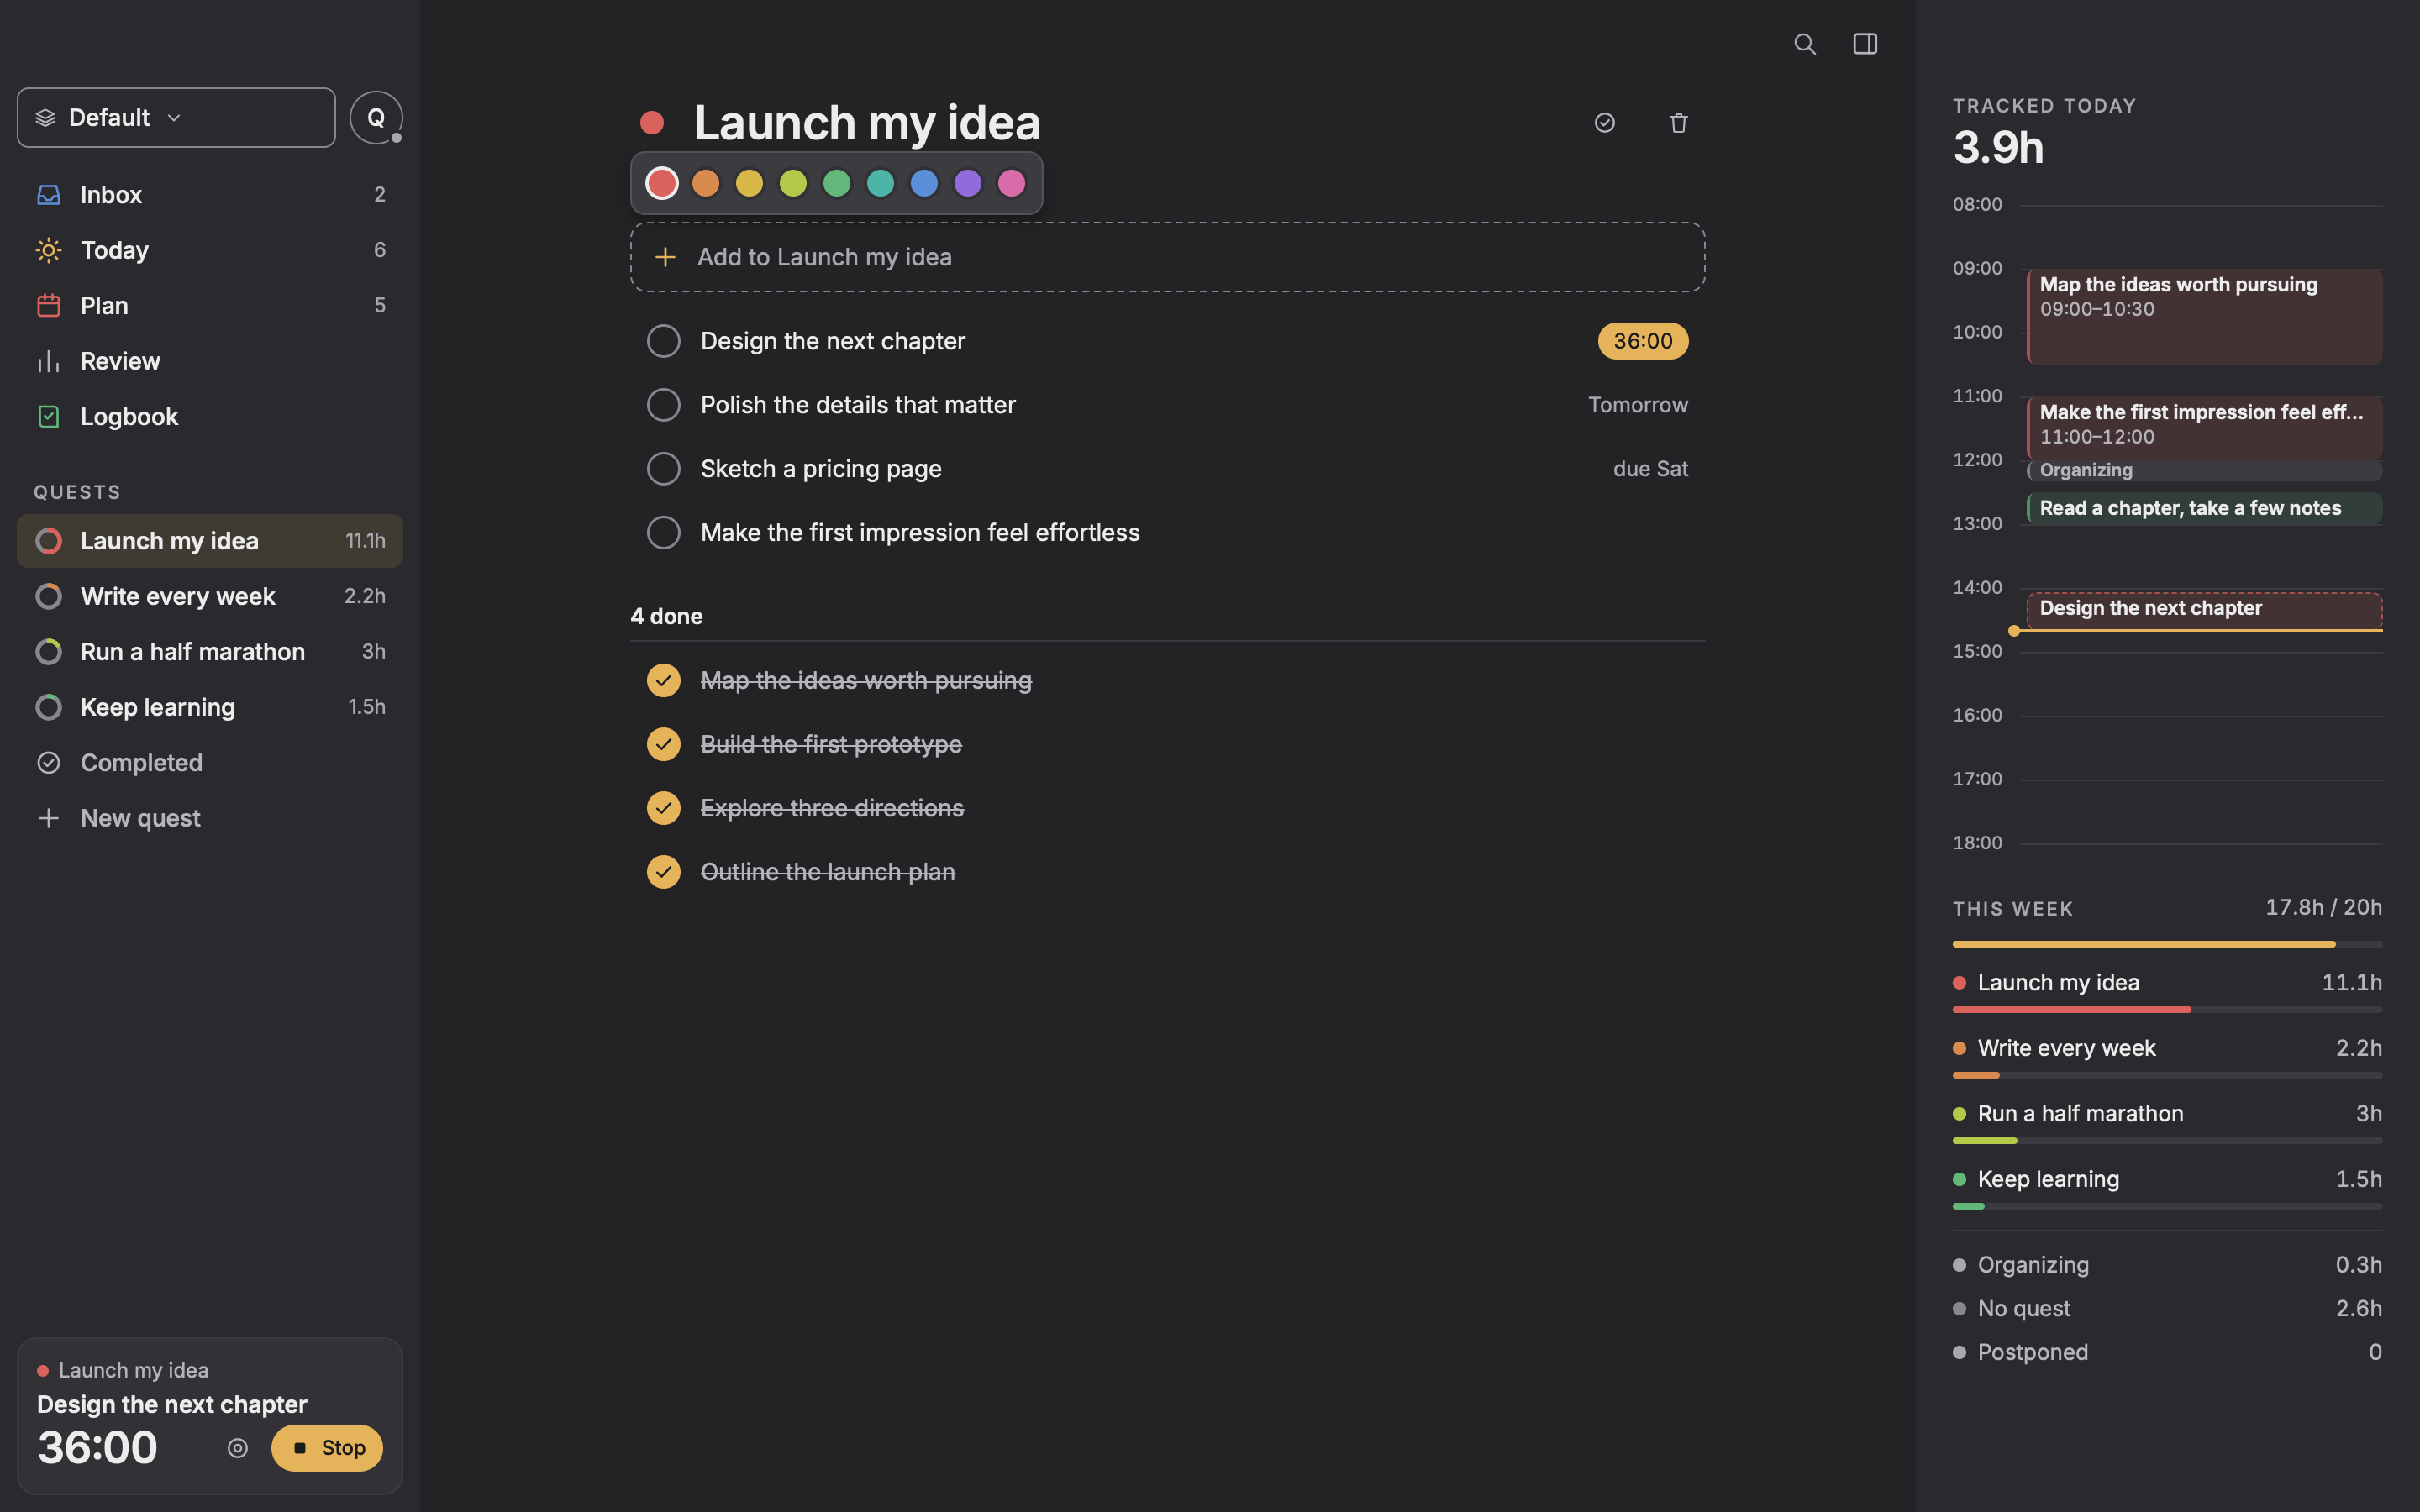 Default
Q
Inbox 2
Today 6
Plan 5
Review
Logbook
QUESTS
Launch my idea 11.1h
Write every week 2.2h
Run a half marathon 3h
Keep learning 1.5h
Completed
New quest
Launch my idea
Design the next chapter
36:00
Stop
Launch my idea
Add to Launch my idea
Design the next chapter 36:00
Polish the details that matter Tomorrow
Sketch a pricing page due Sat
Make the first impression feel effortless
4 done
Map the ideas worth pursuing
Build the first prototype
Explore three directions
Outline the launch plan
TRACKED TODAY
3.9h
08:00
09:00
Map the ideas worth pursuing
09:00–10:30
10:00
11:00
Make the first impression feel eff...
11:00–12:00
12:00
Organizing
Read a chapter, take a few notes
13:00
14:00
Design the next chapter
15:00
16:00
17:00
18:00
THIS WEEK 17.8h / 20h
Launch my idea 11.1h
Write every week 2.2h
Run a half marathon 3h
Keep learning 1.5h
Organizing 0.3h
No quest 2.6h
Postponed 0